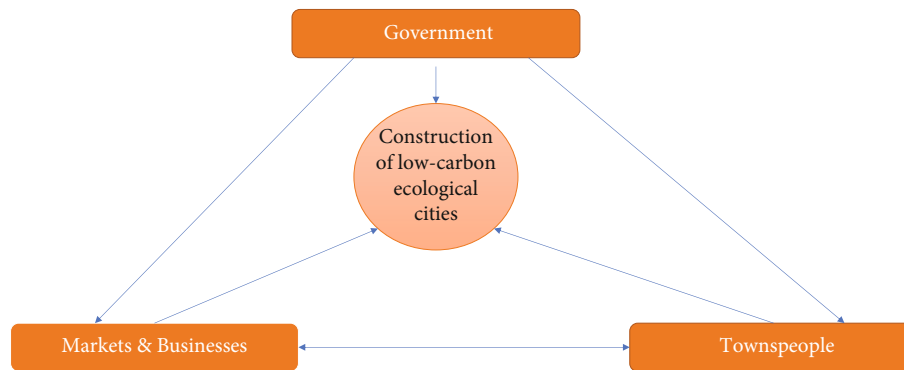 Government
Construction
of low-carbon
ecological
cities
Markets & Businesses
Townspeople